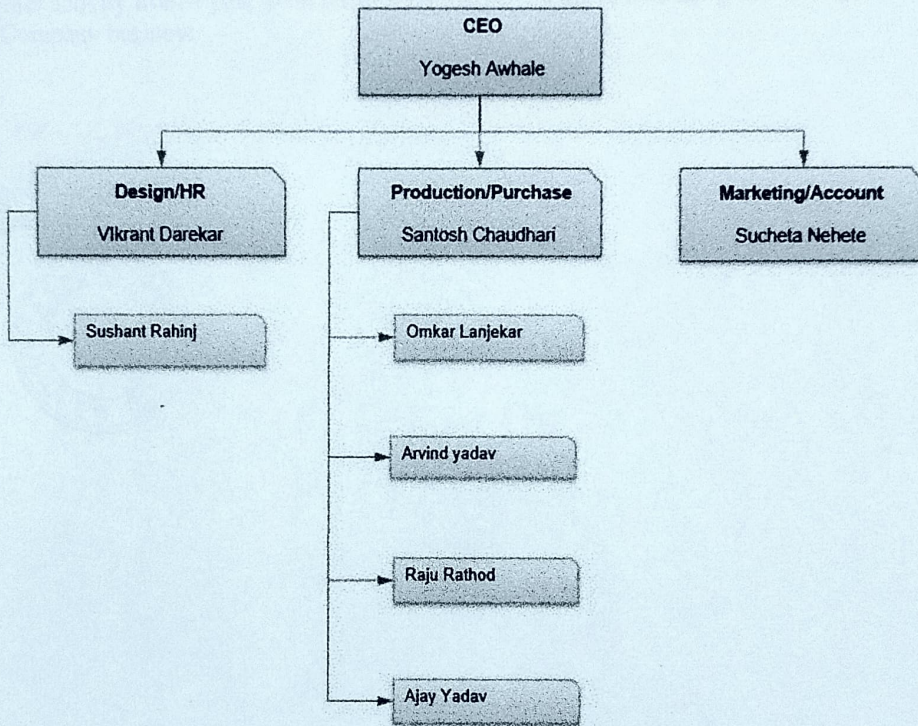 CEO
Yogesh Awhale
Design/HR
VIkrant Darekar
Production/Purchase
Santosh Chaudhari
Marketing/Account
Sucheta Nehete
Sushant Rahinj
Omkar Lanjekar
Arvind yadav
Raju Rathod
Ajay Yadav